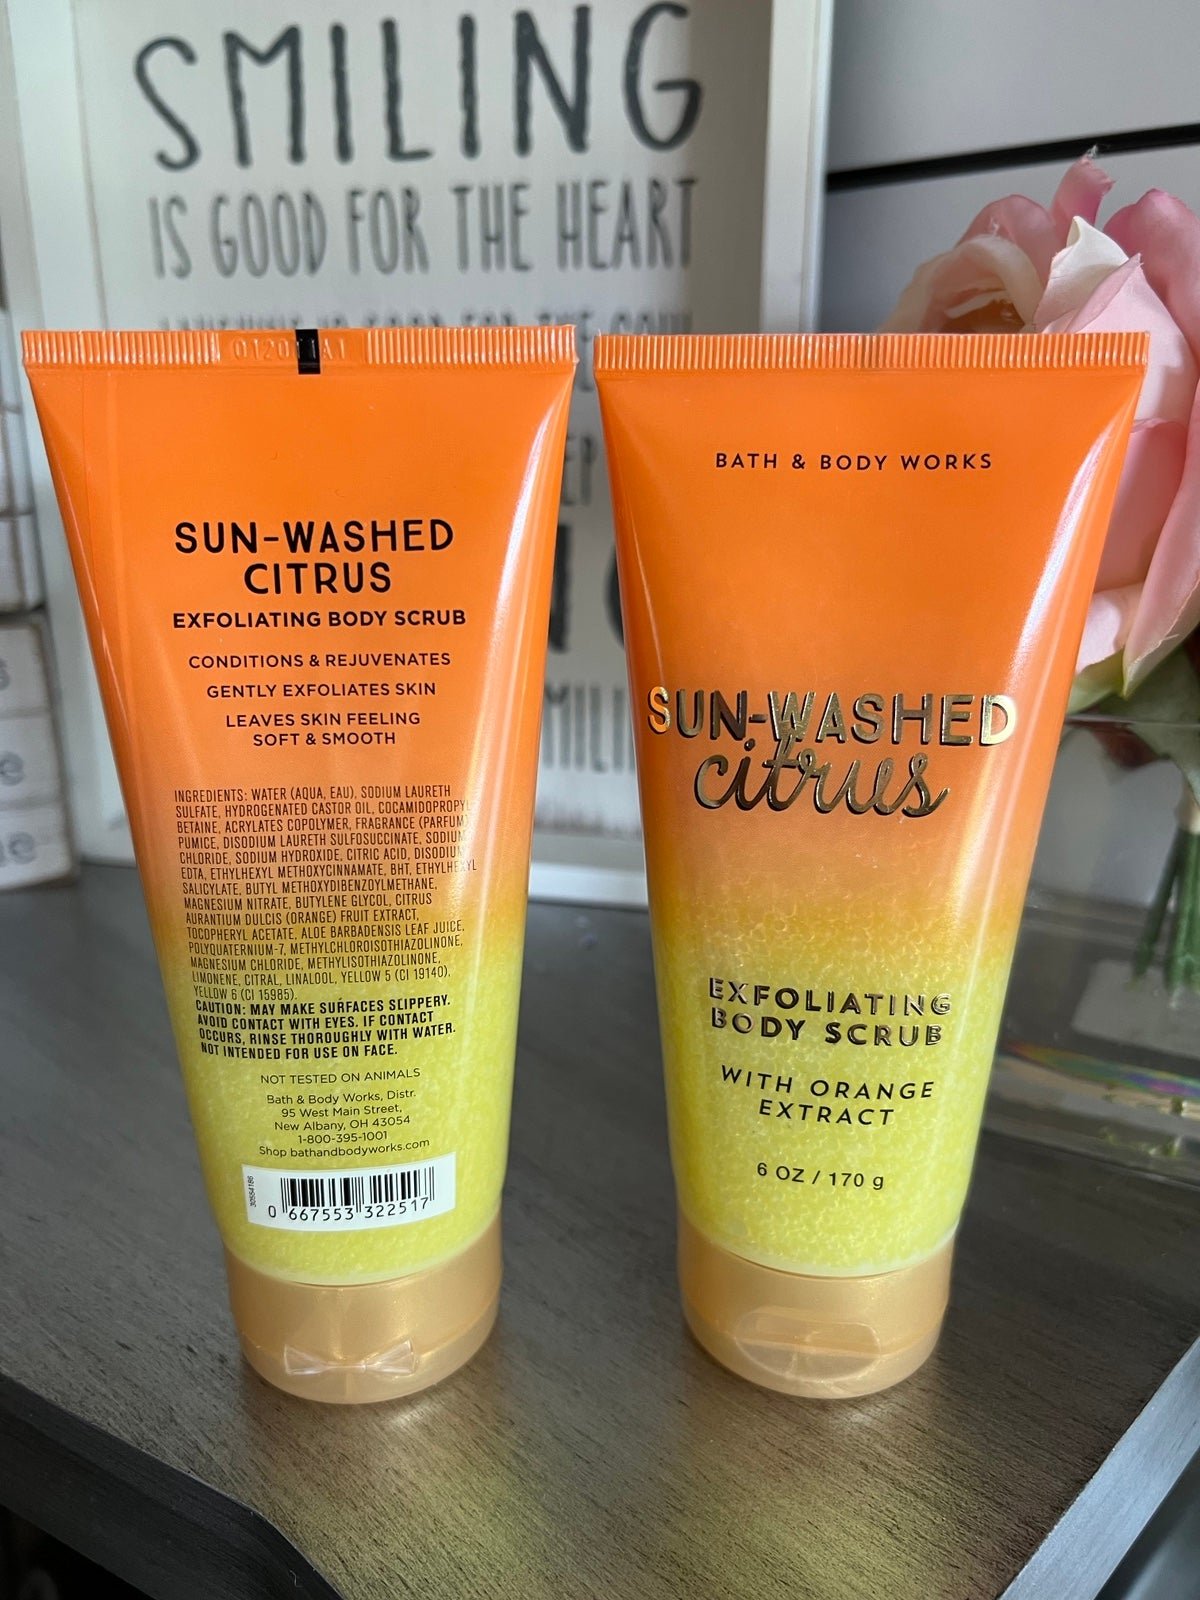 SMILING
IS GOOD FOR THE HEART
SUN-WASHED
CITRUS
EXFOLIATING BODY SCRUB
CONDITIONS & REJUVENATES
GENTLY EXFOLIATES SKIN
LEAVES SKIN FEELING
SOFT & SMOOTH
INGREDIENTS: WATER (AQUA, EAU), SODIUM LAURETH
SULFATE, HYDROGENATED CASTOR OIL, COCAMIDOPROPYL
BETAINE, ACRYLATES COPOLYMER, FRAGRANCE (PARFUM)
PUMICE, DISODIUM LAURETH SULFOSUCCINATE, SODIUM
CHLORIDE, SODIUM HYDROXIDE, CITRIC ACID, DISODIUM
EDTA, ETHYLHEXYL METHOXYCINNAMATE, BHT, ETHYLHEXYL
SALICYLATE, BUTYL METHOXYDIBENZOYLMETHANE,
MAGNESIUM NITRATE, BUTYLENE GLYCOL, CITRUS
AURANTIUM DULCIS (ORANGE) FRUIT EXTRACT,
TOCOPHERYL ACETATE, ALOE BARBADENSIS LEAF JUICE,
POLYQUATERNIUM-7, METHYLCHLOROISOTHIAZOLINONE,
MAGNESIUM CHLORIDE, METHYLISOTHIAZOLINONE,
LIMONENE, CITRAL, LINALOOL, YELLOW 5 (CI 19140),
YELLOW 6 (CI 15985).
CAUTION: MAY MAKE SURFACES SLIPPERY.
AVOID CONTACT WITH EYES. IF CONTACT
OCCURS, RINSE THOROUGHLY WITH WATER.
NOT INTENDED FOR USE ON FACE.
NOT TESTED ON ANIMALS
Bath & Body Works, Distr.
95 West Main Street,
New Albany, OH 43054
1-800-395-1001
Shop bathandbodyworks.com
0 667553 322517
BATH & BODY WORKS
SUN-WASHED
citrus
EXFOLIATING
BODY SCRUB
WITH ORANGE
EXTRACT
6 OZ / 170 g